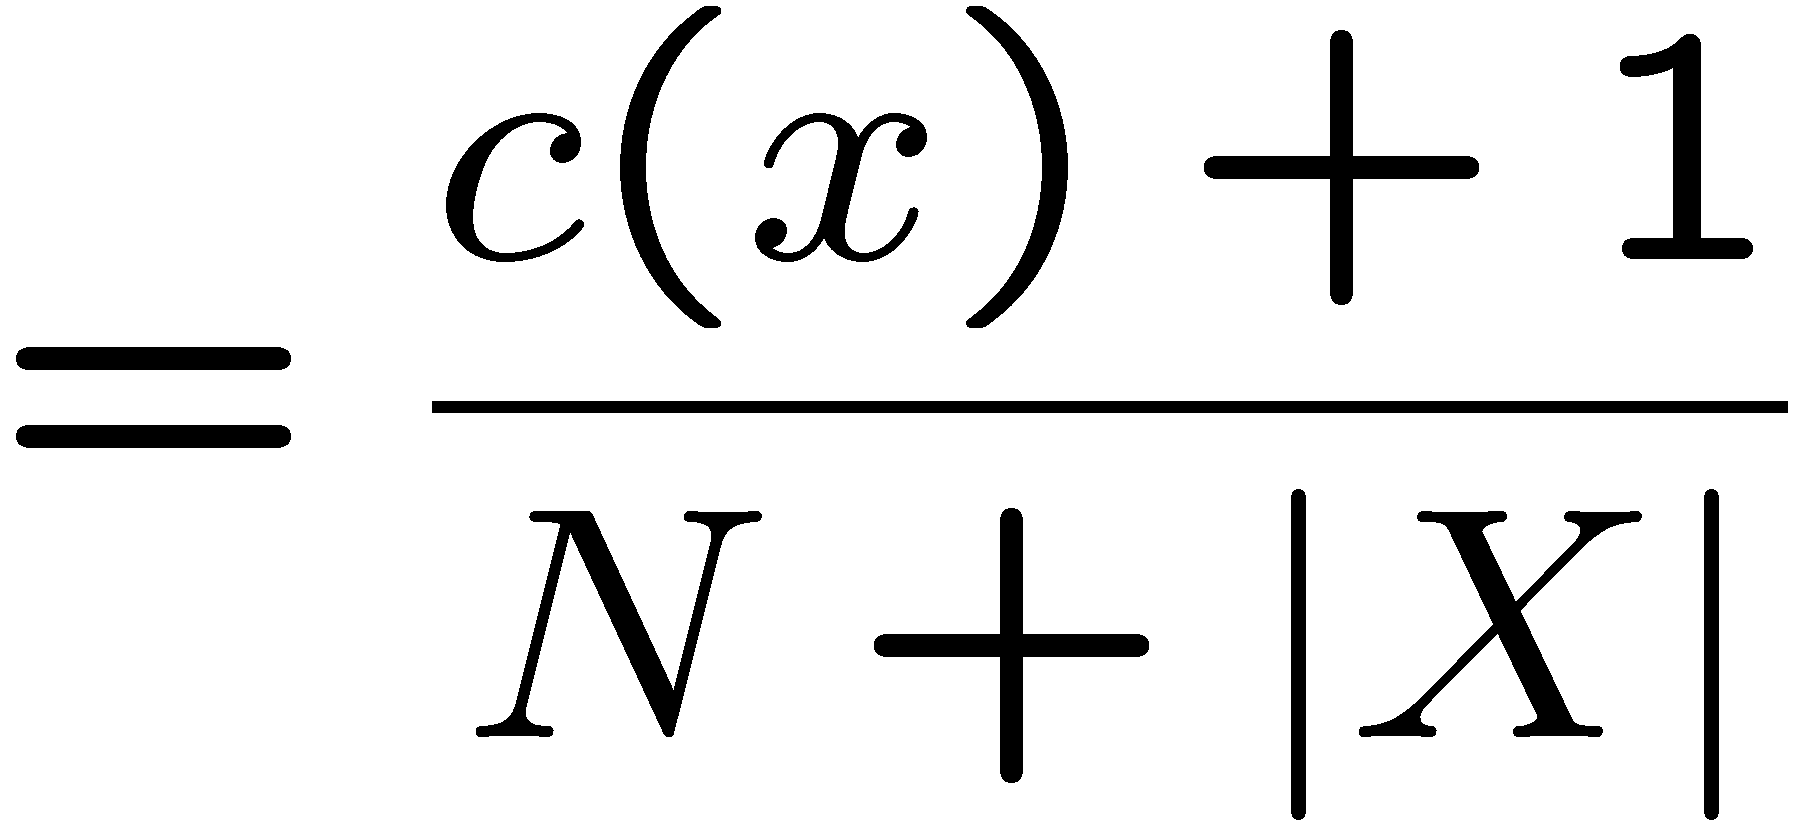 = c(x) + 1
N + |X|